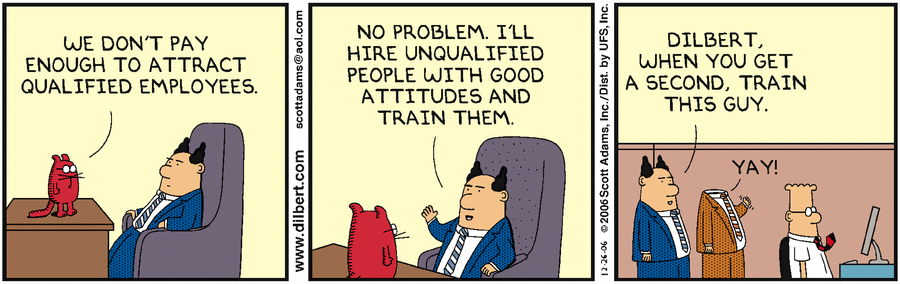 WE DON'T PAY
ENOUGH TO ATTRACT
QUALIFIED EMPLOYEES.
www.dilbert.com scottadams@aol.com
NO PROBLEM. I'LL
HIRE UNQUALIFIED
PEOPLE WITH GOOD
ATTITUDES AND
TRAIN THEM.
12-26-06 © 2006 Scott Adams, Inc./Dist. by UFS, Inc.
DILBERT,
WHEN YOU GET
A SECOND, TRAIN
THIS GUY.
YAY!